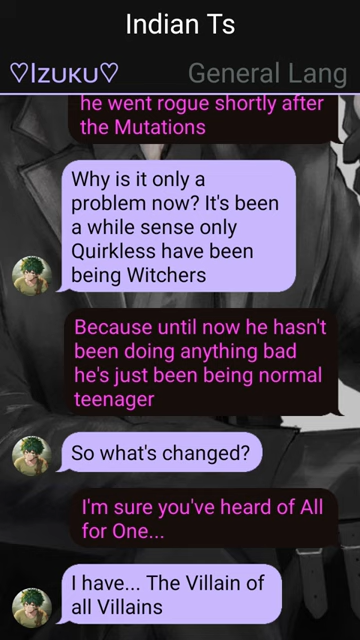 Indian Ts
♡Izuku♡ General Lang
he went rogue shortly after
the Mutations
Why is it only a
problem now? It's been
a while sense only
Quirkless have been
being Witchers
Because until now he hasn't
been doing anything bad
he's just been being normal
teenager
So what's changed?
I'm sure you've heard of All
for One...
I have... The Villain of
all Villains